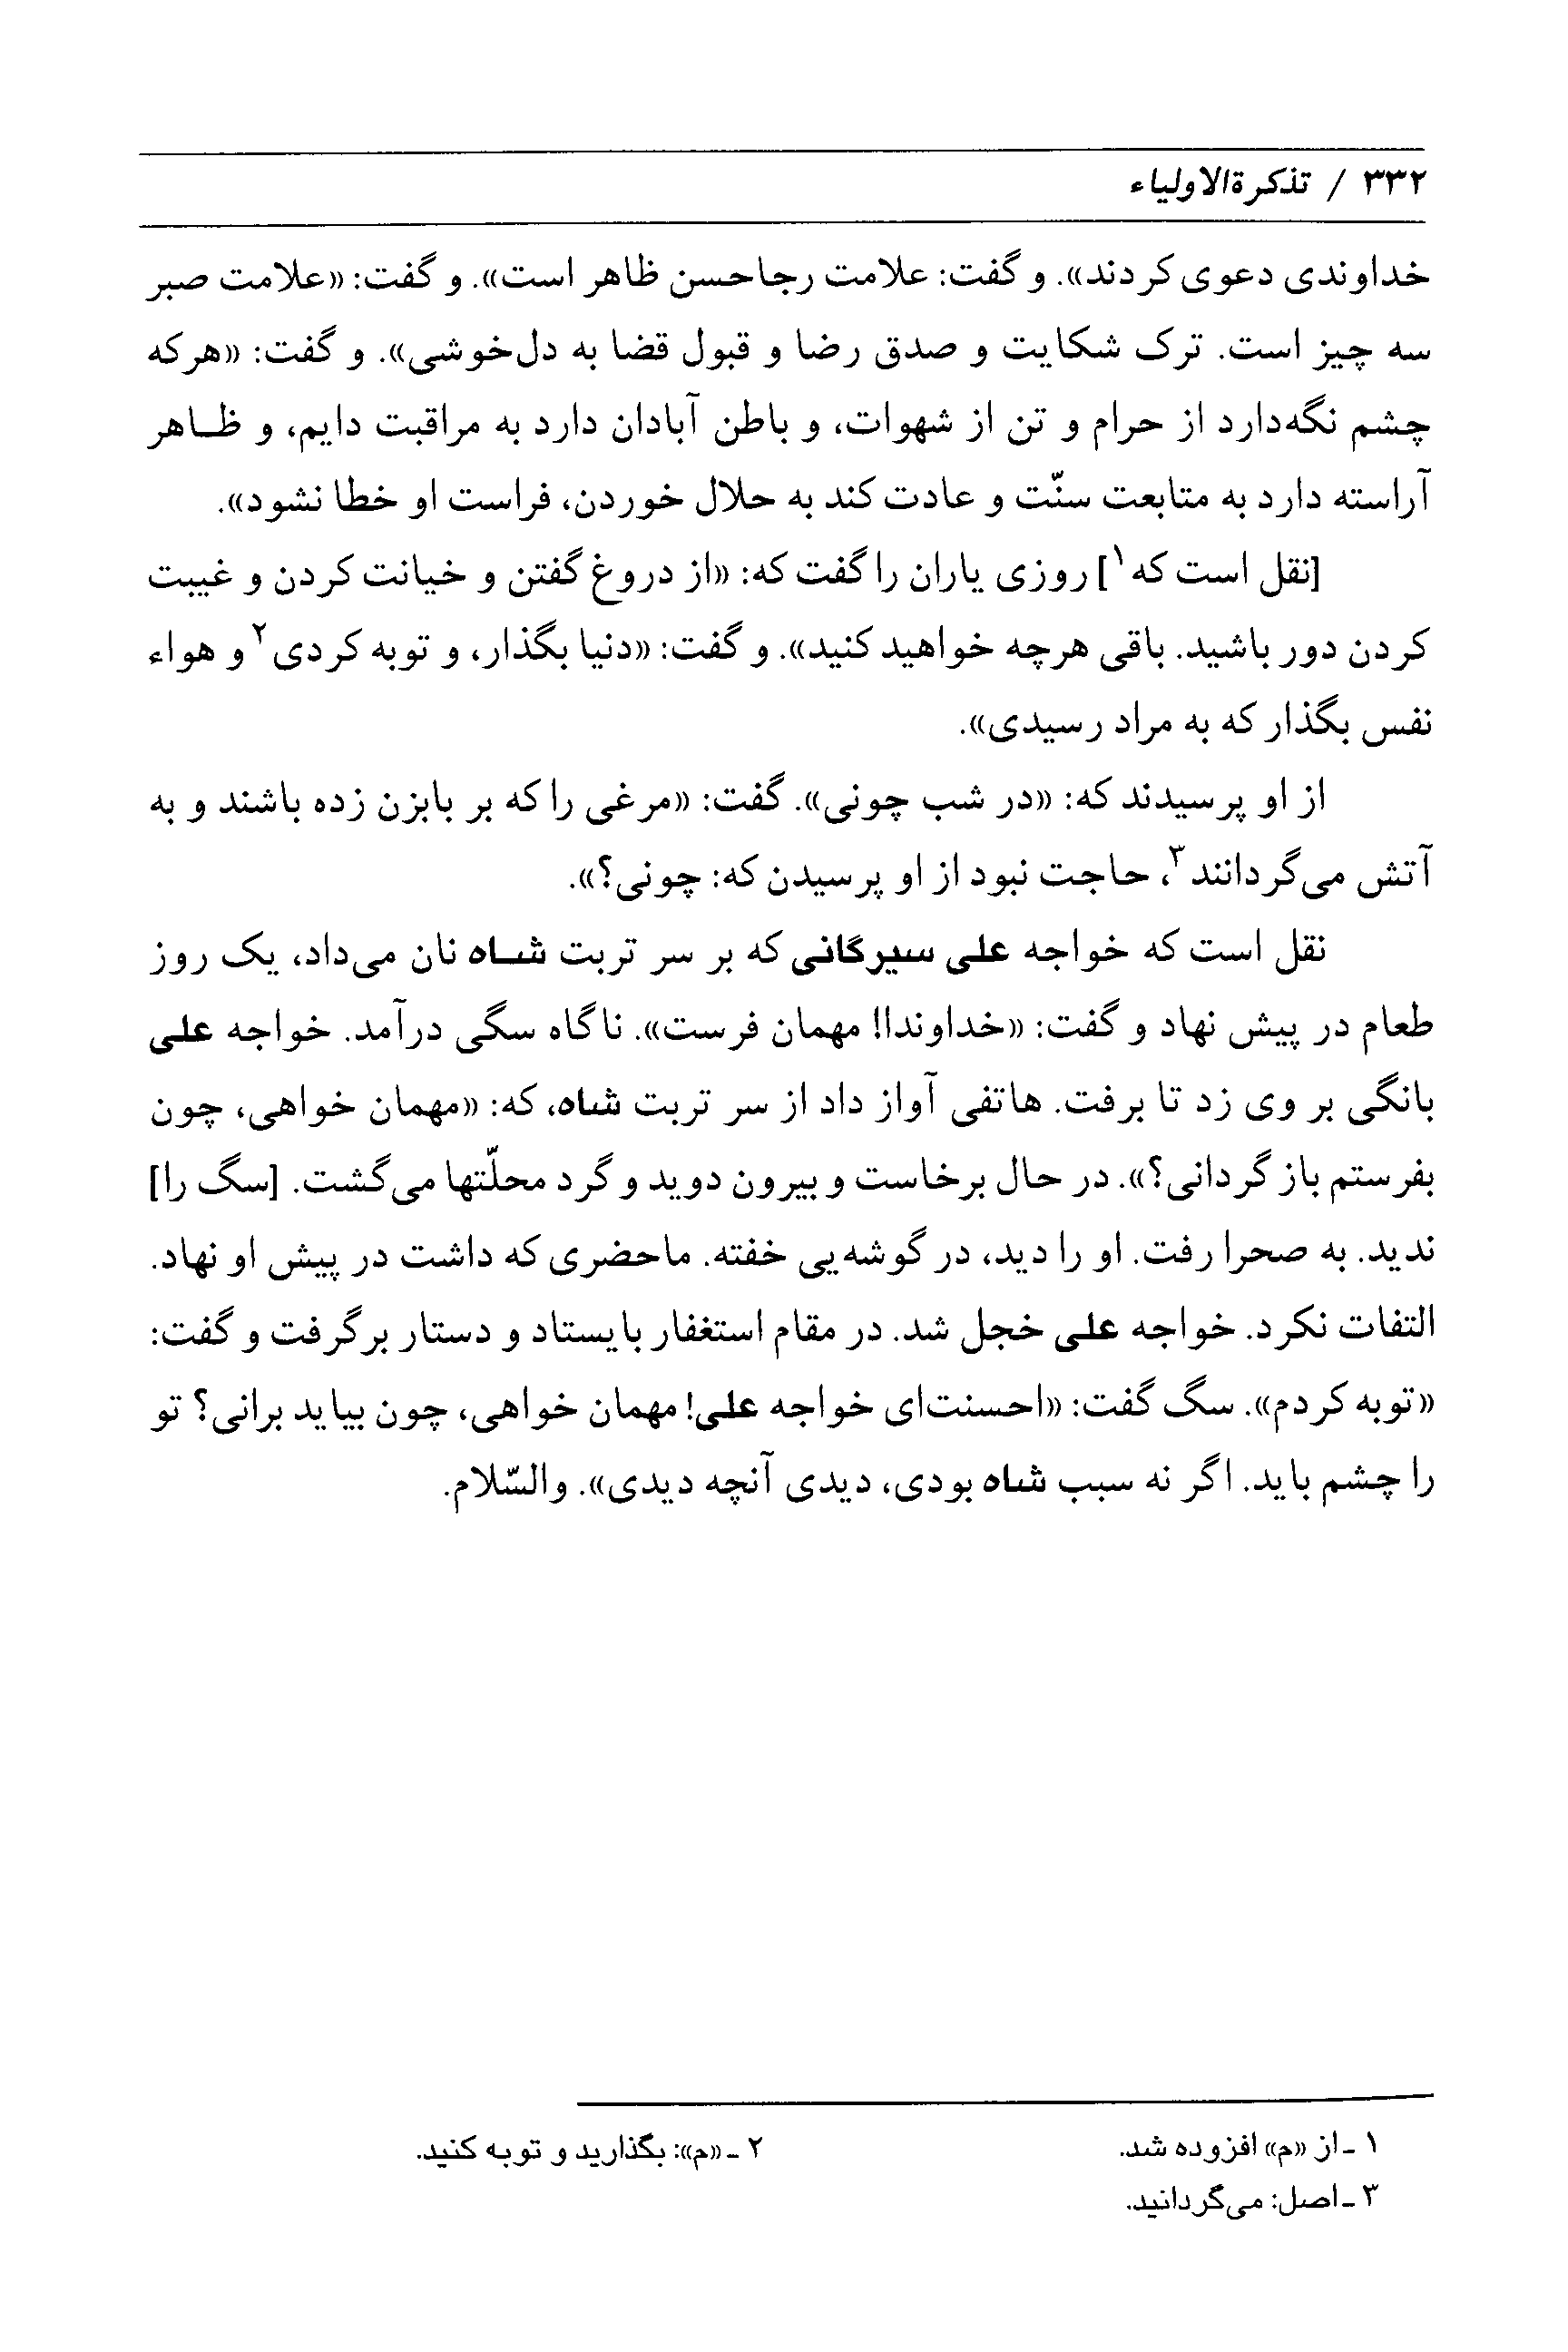 ۳۳۲ / تذکرةالاولیاء
خداوندی دعوی کردند». و گفت: علامت رجاحسن ظاهر است». و گفت: «علامت صبر
سه چیز است. ترک شکایت و صدق رضا و قبول قضا به دل‌خوشی». و گفت: «هرکه
چشم نگه‌دارد از حرام و تن از شهوات، و باطن آبادان دارد به مراقبت دایم، و ظـاهر
آراسته دارد به متابعت سنّت و عادت کند به حلال خوردن، فراست او خطا نشود».
[نقل است که۱] روزی یاران را گفت که: «از دروغ گفتن و خیانت کردن و غیبت
کردن دور باشید. باقی هرچه خواهید کنید». و گفت: «دنیا بگذار، و توبه کردی۲ و هواء
نفس بگذار که به مراد رسیدی».
از او پرسیدند که: «در شب چونی». گفت: «مرغی را که بر بابزن زده باشند و به
آتش می‌گردانند۳، حاجت نبود از او پرسیدن که: چونی؟».
نقل است که خواجه علی سیرگانی که بر سر تربت شـاه نان می‌داد، یک روز
طعام در پیش نهاد و گفت: «خداوندا! مهمان فرست». ناگاه سگی درآمد. خواجه علی
بانگی بر وی زد تا برفت. هاتفی آواز داد از سر تربت شاه، که: «مهمان خواهی، چون
بفرستم باز گردانی؟». در حال برخاست و بیرون دوید و گرد محلّتها می‌گشت. [سگ را]
ندید. به صحرا رفت. او را دید، در گوشه‌یی خفته. ماحضری که داشت در پیش او نهاد.
التفات نکرد. خواجه علی خجل شد. در مقام استغفار بایستاد و دستار برگرفت و گفت:
«توبه کردم». سگ گفت: «احسنت‌ای خواجه علی! مهمان خواهی، چون بیاید برانی؟ تو
را چشم باید. اگر نه سبب شاه بودی، دیدی آنچه دیدی». والسّلام.
۱ ـ از «م» افزوده شد.
۲ ـ «م»: بگذارید و توبه کنید.
۳ ـ اصل: می‌گردانید.